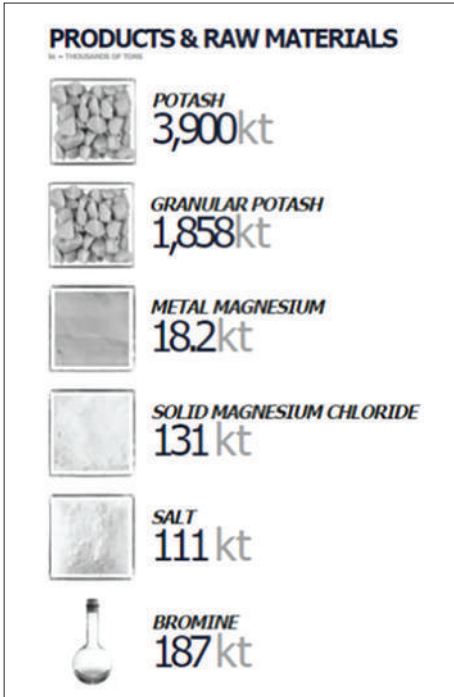 PRODUCTS & RAW MATERIALS
kt = THOUSANDS OF TONS
POTASH
3,900kt
GRANULAR POTASH
1,858kt
METAL MAGNESIUM
18.2kt
SOLID MAGNESIUM CHLORIDE
131 kt
SALT
111 kt
BROMINE
187 kt